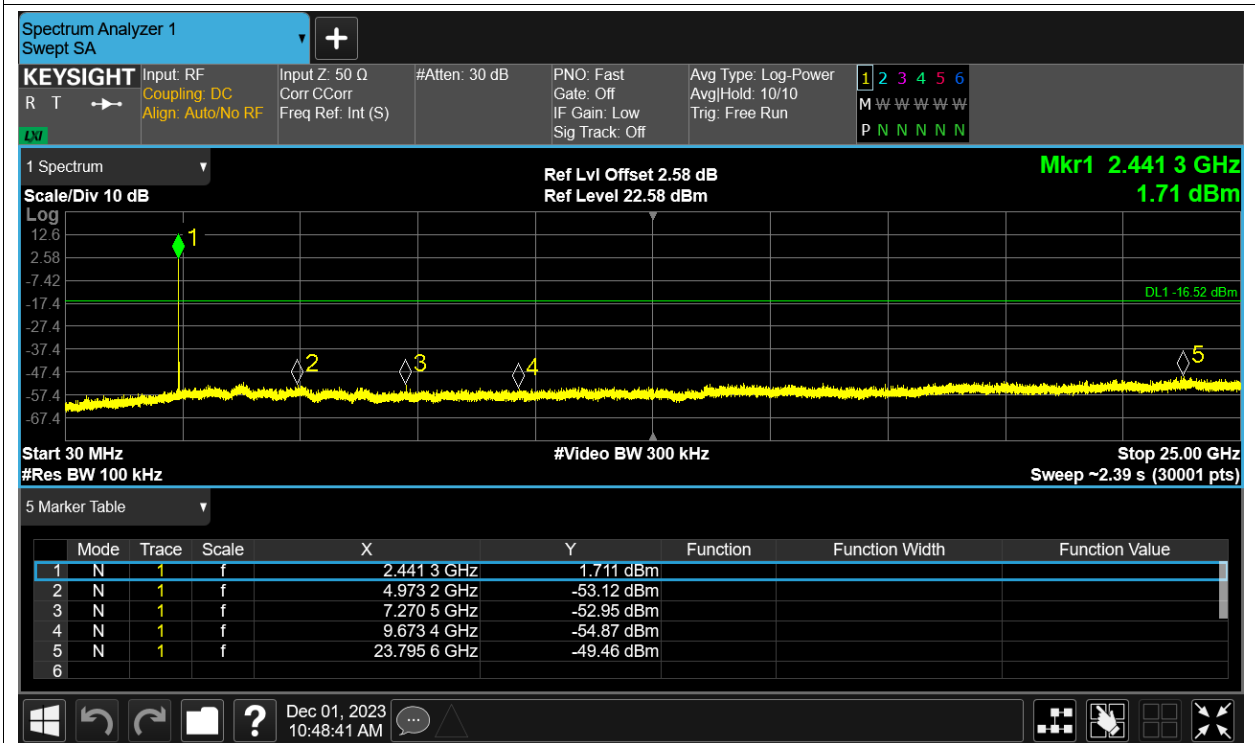 Spectrum Analyzer 1
Swept SA
+
KEYSIGHT
R T
LXI
Input: RF
Coupling: DC
Align: Auto/No RF
Input Z: 50 Ω
Corr CCorr
Freq Ref: Int (S)
#Atten: 30 dB
PNO: Fast
Gate: Off
IF Gain: Low
Sig Track: Off
Avg Type: Log-Power
Avg|Hold: 10/10
Trig: Free Run
1 2 3 4 5 6
M W W W W W
P N N N N N
1 Spectrum
Scale/Div 10 dB
Ref Lvl Offset 2.58 dB
Ref Level 22.58 dBm
Mkr1 2.441 3 GHz
1.71 dBm
Log
12.6
2.58
-7.42
-17.4
-27.4
-37.4
-47.4
-57.4
-67.4
1
2
3
4
5
DL1 -16.52 dBm
Start 30 MHz
#Video BW 300 kHz
Stop 25.00 GHz
#Res BW 100 kHz
Sweep ~2.39 s (30001 pts)
5 Marker Table
Mode Trace Scale X Y Function Function Width Function Value
1 N 1 f 2.441 3 GHz 1.711 dBm
2 N 1 f 4.973 2 GHz -53.12 dBm
3 N 1 f 7.270 5 GHz -52.95 dBm
4 N 1 f 9.673 4 GHz -54.87 dBm
5 N 1 f 23.795 6 GHz -49.46 dBm
6
?
Dec 01, 2023
10:48:41 AM